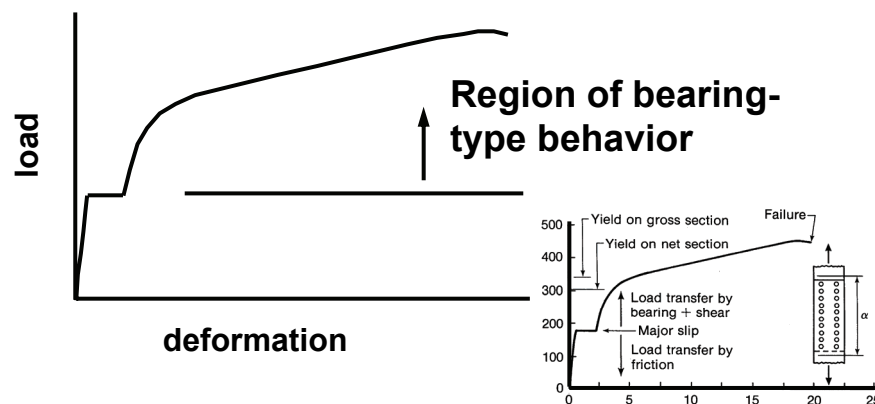 load
Region of bearing-
type behavior
deformation
500
400
300
200
100
0
Yield on gross section
Failure
Yield on net section
Load transfer by
bearing + shear
Major slip
Load transfer by
friction
α
0
5
10
15
20
25